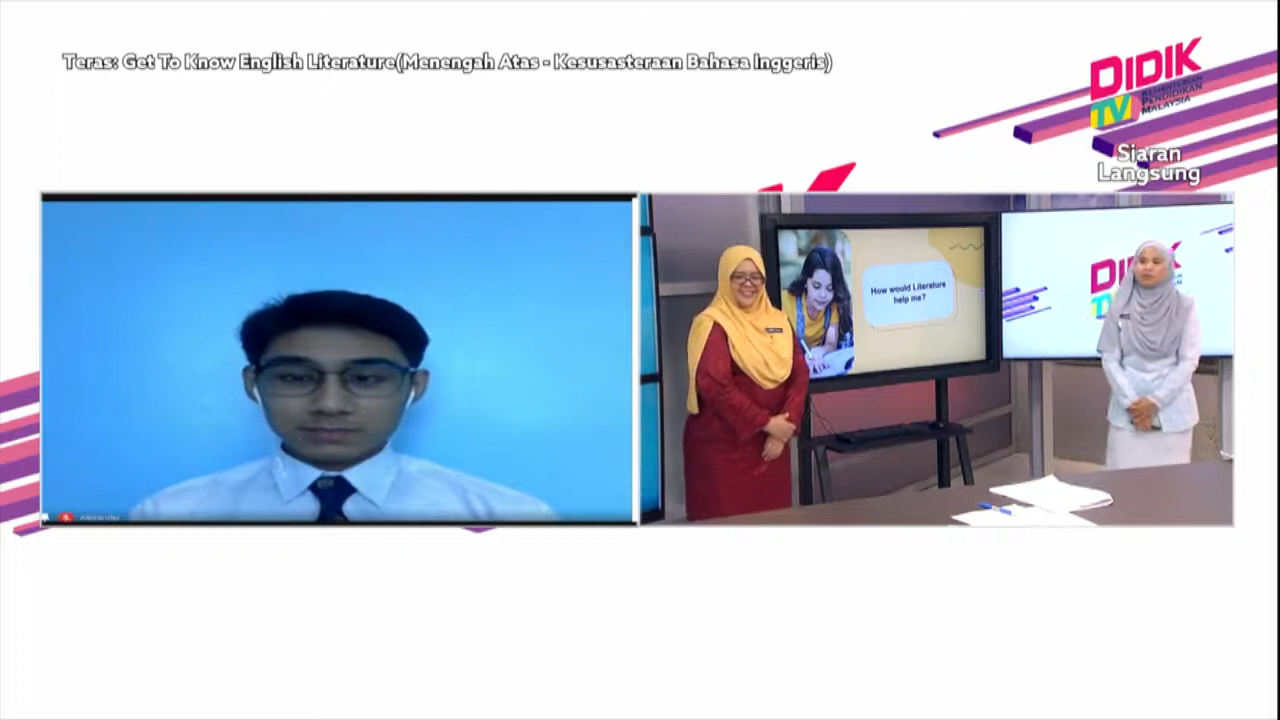 Teras: Get To Know English Literature(Menengah Atas - Kesusasteraan Bahasa Inggeris)
DIDIK
TV
KEMENTERIAN
PENDIDIKAN
MALAYSIA
Siaran
Langsung
How would Literature
help me?
DIDIK
TV
Alexander